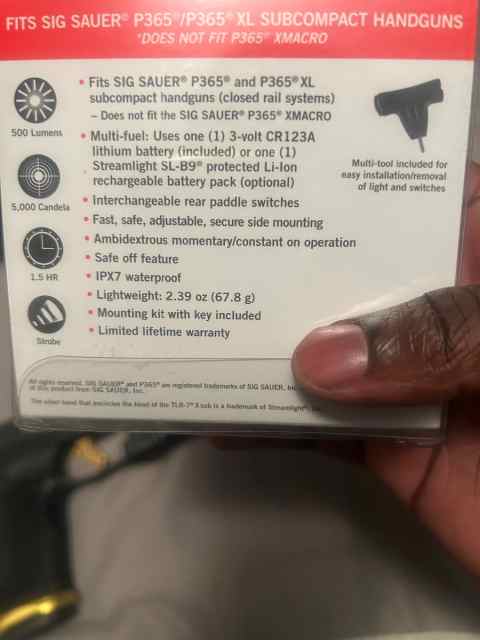 FITS SIG SAUER® P365®/P365® XL SUBCOMPACT HANDGUNS
*DOES NOT FIT P365® XMACRO
• Fits SIG SAUER® P365® and P365® XL
subcompact handguns (closed rail systems)
– Does not fit the SIG SAUER® P365® XMACRO
• Multi-fuel: Uses one (1) 3-volt CR123A
lithium battery (included) or one (1)
Streamlight SL-B9® protected Li-Ion
rechargeable battery pack (optional)
• Interchangeable rear paddle switches
• Fast, safe, adjustable, secure side mounting
• Ambidextrous momentary/constant on operation
• Safe off feature
• IPX7 waterproof
• Lightweight: 2.39 oz (67.8 g)
• Mounting kit with key included
• Limited lifetime warranty
500 Lumens
5,000 Candela
1.5 HR
Strobe
Multi-tool included for
easy installation/removal
of light and switches
All rights reserved. SIG SAUER® and P365® are registered trademarks of SIG SAUER, Inc.
of this product from SIG SAUER, Inc.
The silver band that encircles the head of the TLR-7® X sub is a trademark of Streamlight®,